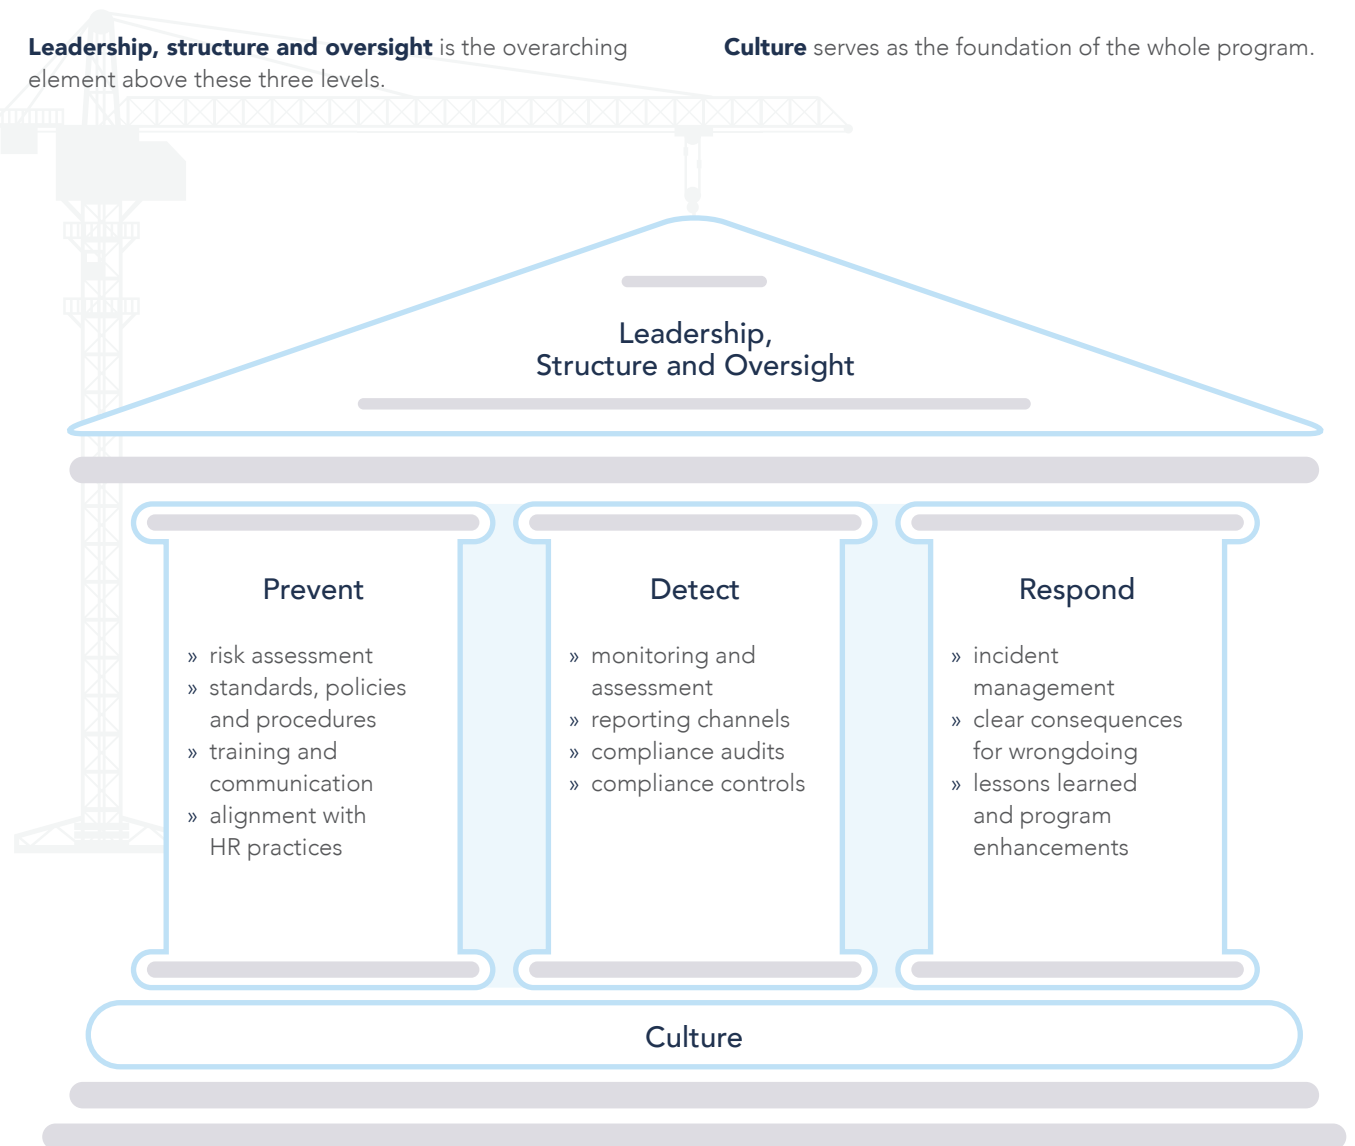 Leadership, structure and oversight is the overarching
element above these three levels.
Culture serves as the foundation of the whole program.
Leadership,
Structure and Oversight
Prevent
» risk assessment
» standards, policies
and procedures
» training and
communication
» alignment with
HR practices
Detect
» monitoring and
assessment
» reporting channels
» compliance audits
» compliance controls
Respond
» incident
management
» clear consequences
for wrongdoing
» lessons learned
and program
enhancements
Culture